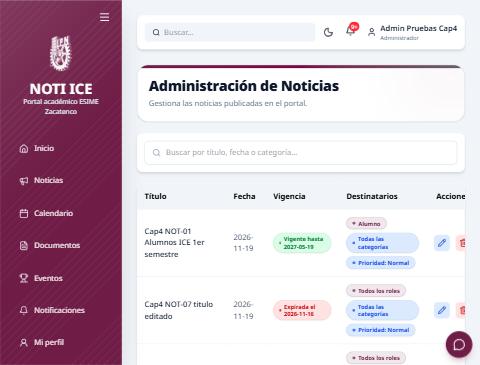 NOTI ICE
Portal académico ESIME
Zacatenco
Inicio
Noticias
Calendario
Documentos
Eventos
Notificaciones
Mi perfil
Buscar...
9+
Admin Pruebas Cap4
Administrador
Administración de Noticias
Gestiona las noticias publicadas en el portal.
Buscar por título, fecha o categoría...
Título Fecha Vigencia Destinatarios Accione
Cap4 NOT-01
Alumnos ICE 1er
semestre
2026-
11-19
Vigente hasta
2027-05-19
Alumno
Todas las
categorías
Prioridad: Normal
Cap4 NOT-07 titulo
editado
2026-
11-19
Expirada el
2026-11-16
Todos los roles
Todas las
categorías
Prioridad: Normal
Todos los roles